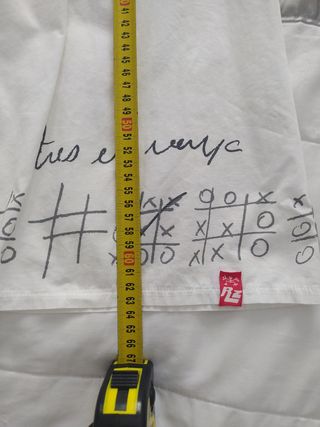 41 42 43 44 45 46 47 48 49 50 51 52 53 54 55 56 57 58 59 60 61 62 63 64 65 66 67
tres e raya
X X X O O X X
O X X X X O O
O X O O X X O O